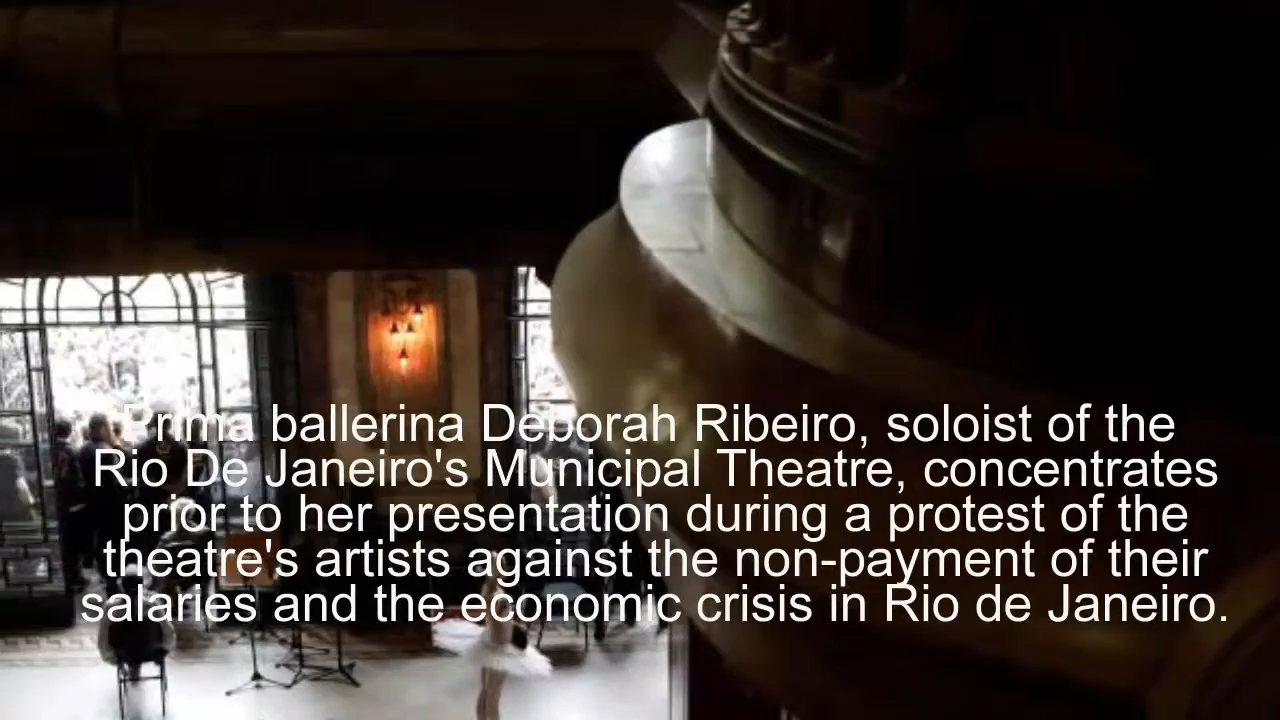 Prima ballerina Deborah Ribeiro, soloist of the
Rio De Janeiro's Municipal Theatre, concentrates
prior to her presentation during a protest of the
theatre's artists against the non-payment of their
salaries and the economic crisis in Rio de Janeiro.